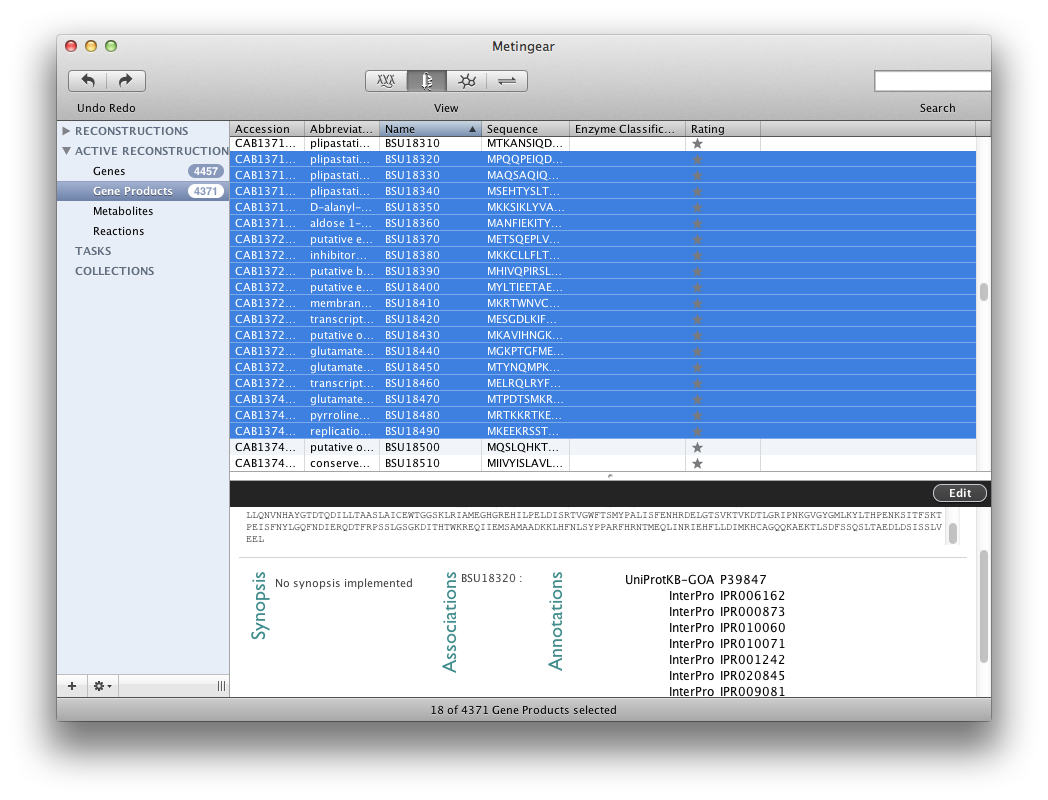 Metingear
Undo Redo
View
Search
RECONSTRUCTIONS
ACTIVE RECONSTRUCTION
Genes 4457
Gene Products 4371
Metabolites
Reactions
TASKS
COLLECTIONS
Accession Abbreviat... Name Sequence Enzyme Classific... Rating
CAB1371... plipastati... BSU18310 MTKANSIQD...
CAB1371... plipastati... BSU18320 MPQQPEIQD...
CAB1371... plipastati... BSU18330 MAQSAQIQ...
CAB1371... plipastati... BSU18340 MSEHTYSLT...
CAB1371... D-alanyl-... BSU18350 MKKSIKLYVA...
CAB1371... aldose 1-... BSU18360 MANFIEKITY...
CAB1372... putative e... BSU18370 METSQEPLV...
CAB1372... inhibitor... BSU18380 MKKCLLFLT...
CAB1372... putative b... BSU18390 MHIVQPIRSL...
CAB1372... putative e... BSU18400 MYLTIEETAE...
CAB1372... membran... BSU18410 MKRTWNVC...
CAB1372... transcript... BSU18420 MESGDLKIF...
CAB1372... putative o... BSU18430 MKAVIHNGK...
CAB1372... glutamate... BSU18440 MGKPTGFME...
CAB1372... glutamate... BSU18450 MTYNQMPK...
CAB1372... transcript... BSU18460 MELRQLRYF...
CAB1374... glutamate... BSU18470 MTPDTSMKR...
CAB1374... pyrroline... BSU18480 MRTKKRTKE...
CAB1374... replicatio... BSU18490 MKEEKRSST...
CAB1374... putative o... BSU18500 MQSLQHKT...
CAB1374... conserve... BSU18510 MIIVYISLAVL...
Edit
LLQNVNHAYGTDTQDILLTAASLAICEWTGGSKLRIAMEGHGREHILPELDISRTVGWFTSMYPALISFENHRDELGTSVKTVKDTLGRIPNKGVGYGMLKYLTHPENKSITFSKT
PEISFNYLGQFNDIERQDTFRPSSLGSGKDITHTWKREQIIEMSAMAADKKLHFNLSYPPARFHRNTMEQLINRIEHFLLDIMKHCAGQQKAEKTLSDFSSQSLTAEDLDSISSLV
EEL
Synopsis
No synopsis implemented
Associations
BSU18320 :
Annotations
UniProtKB-GOA P39847
InterPro IPR006162
InterPro IPR000873
InterPro IPR010060
InterPro IPR010071
InterPro IPR001242
InterPro IPR020845
InterPro IPR009081
18 of 4371 Gene Products selected